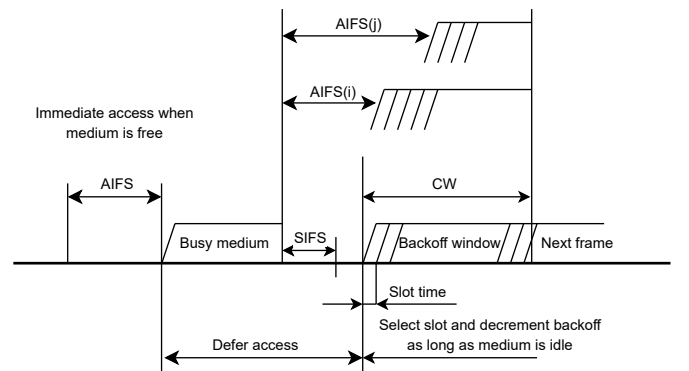 AIFS(j)
AIFS(i)
Immediate access when
medium is free
AIFS
CW
Busy medium
SIFS
Backoff window
Next frame
Slot time
Select slot and decrement backoff
as long as medium is idle
Defer access